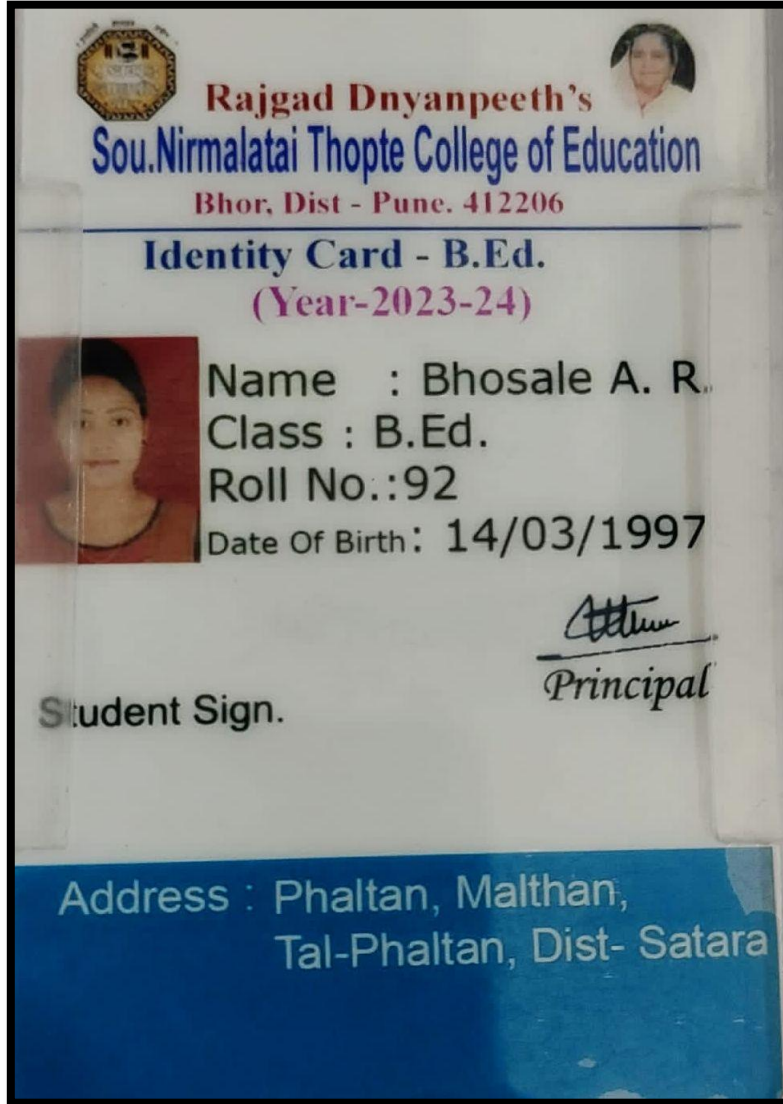 Rajgad Dnyanpeeth's
Sou.Nirmalatai Thopte College of Education
Bhor, Dist - Pune. 412206
Identity Card - B.Ed.
(Year-2023-24)
Name : Bhosale A. R.
Class : B.Ed.
Roll No.:92
Date Of Birth: 14/03/1997
Principal
Student Sign.
Address : Phaltan, Malthan,
Tal-Phaltan, Dist- Satara